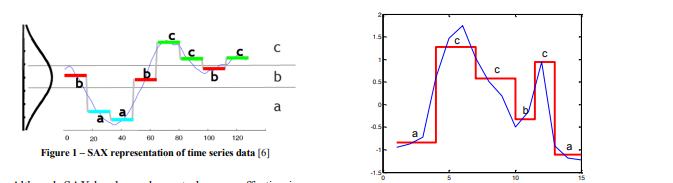 c
c
c
c
b
b
b
b
a
a
a
0 20 40 60 80 100 120
Figure 1 – SAX representation of time series data [6]
2
1.5
1
0.5
0
-0.5
-1
-1.5
0 5 10 15
a
c
c
b
c
a